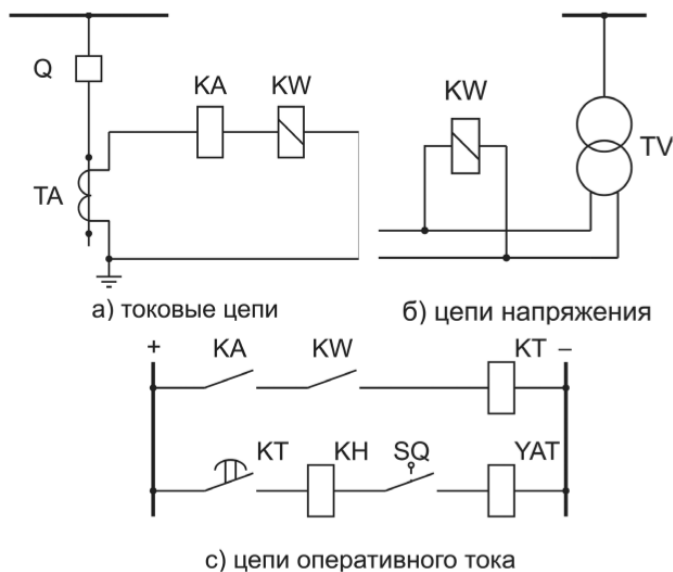 Q
KA KW
TA
а) токовые цепи
KW
TV
б) цепи напряжения
+ KA KW KT –
KT KH SQ YAT
с) цепи оперативного тока